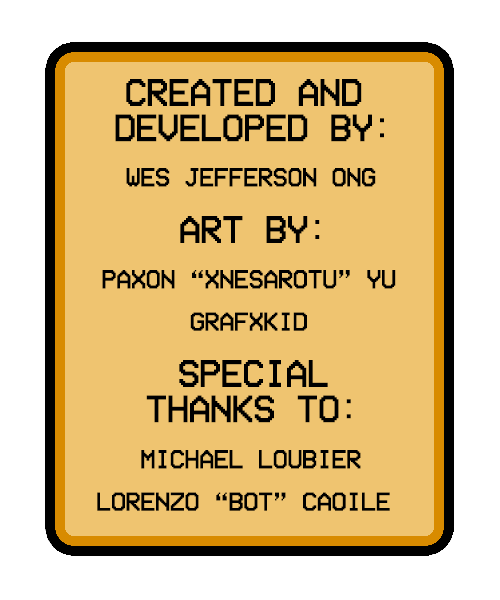 CREATED AND
DEVELOPED BY:
WES JEFFERSON ONG
ART BY:
PAXON “XNESAROTU” YU
GRAFXKID
SPECIAL
THANKS TO:
MICHAEL LOUBIER
LORENZO “BOT” CAOILE